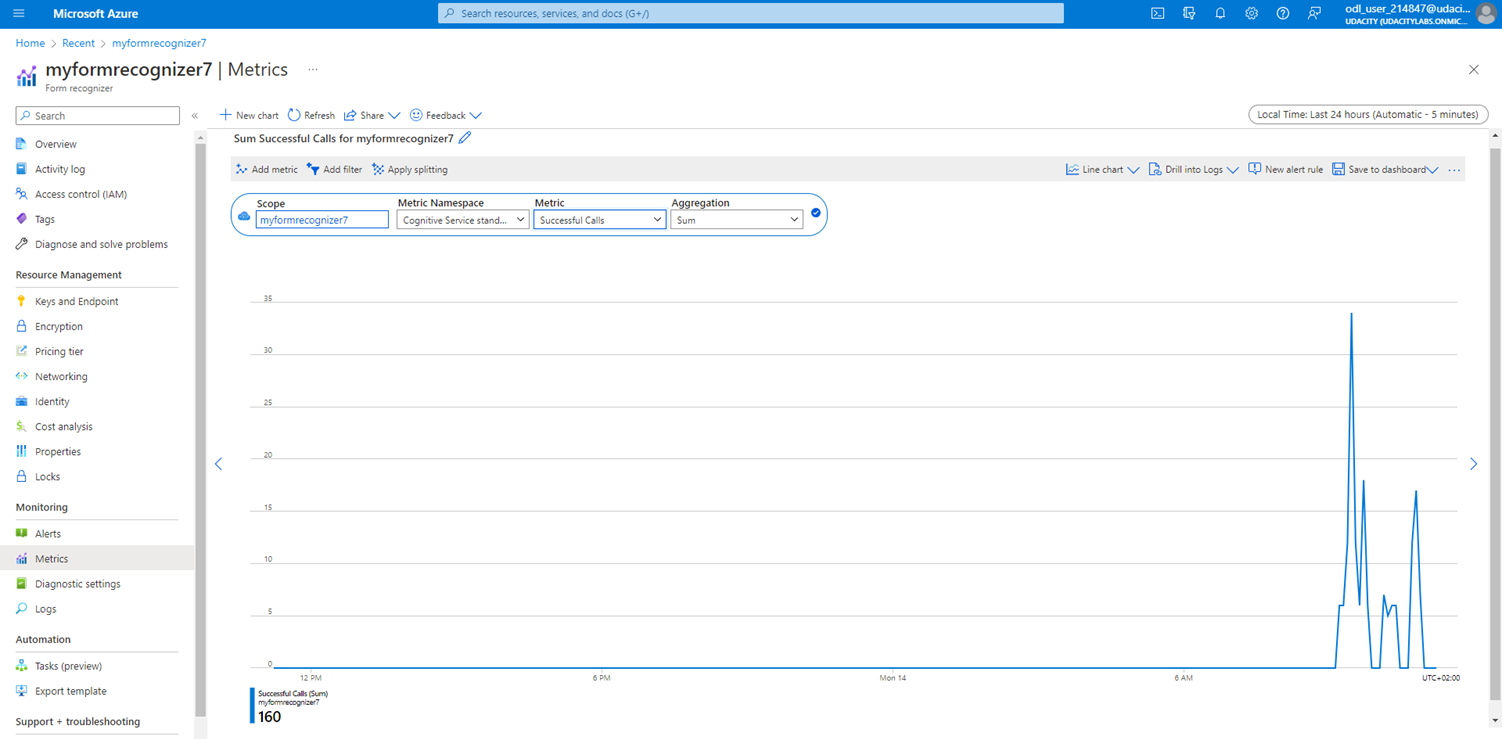 Microsoft Azure
Search resources, services, and docs (G+/)
odl_user_214847@udaci...
UDACITY (UDACITYLABS.ONMIC...
Home > Recent > myformrecognizer7
myformrecognizer7 | Metrics ...
Form recognizer
Search
«
Overview
Activity log
Access control (IAM)
Tags
Diagnose and solve problems
Resource Management
Keys and Endpoint
Encryption
Pricing tier
Networking
Identity
Cost analysis
Properties
Locks
Monitoring
Alerts
Metrics
Diagnostic settings
Logs
Automation
Tasks (preview)
Export template
Support + troubleshooting
New chart Refresh Share Feedback
Local Time: Last 24 hours (Automatic - 5 minutes)
Sum Successful Calls for myformrecognizer7
Add metric Add filter Apply splitting
Line chart Drill into Logs New alert rule Save to dashboard ...
Scope Metric Namespace Metric Aggregation
myformrecognizer7 Cognitive Service stand... Successful Calls Sum
35
30
25
20
15
10
5
0
12 PM 6 PM Mon 14 6 AM UTC+02:00
Successful Calls (Sum)
myformrecognizer7
160